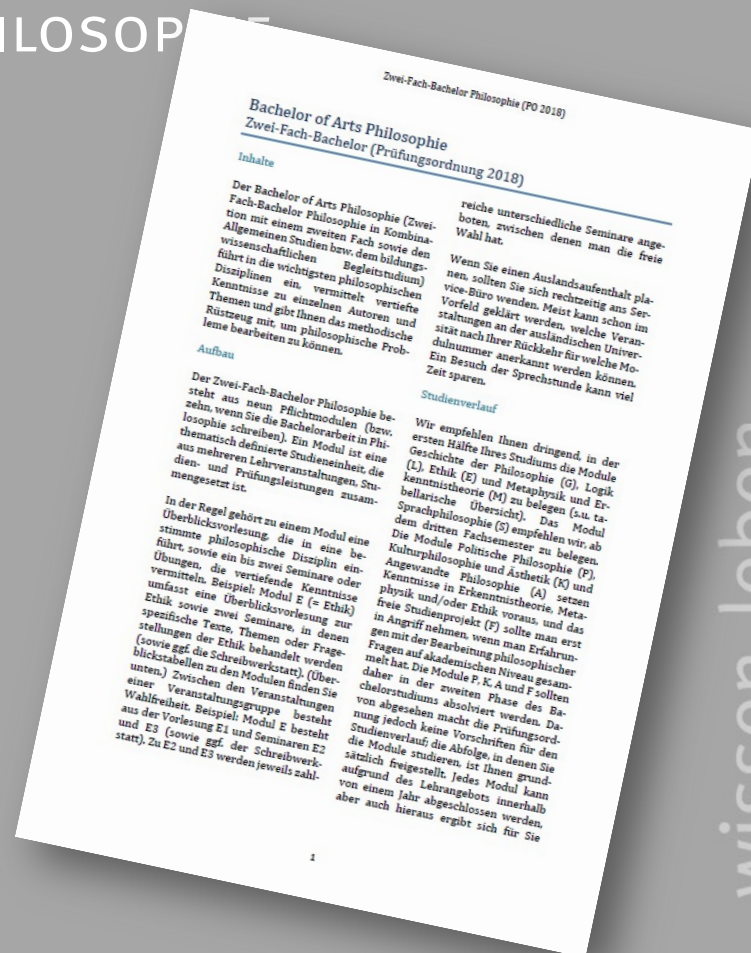 ILOSOP
Zwei-Fach-Bachelor Philosophie (PO 2018)
Bachelor of Arts Philosophie
Zwei-Fach-Bachelor (Prüfungsordnung 2018)
Inhalte
Der Bachelor of Arts Philosophie (Zwei-
Fach-Bachelor Philosophie in Kombina-
tion mit einem zweiten Fach sowie den
Allgemeinen Studien bzw. dem bildungs-
wissenschaftlichen Begleitstudium)
führt in die wichtigsten philosophischen
Disziplinen ein, vermittelt vertiefte
Kenntnisse zu einzelnen Autoren und
Themen und gibt Ihnen das methodische
Rüstzeug mit, um philosophische Prob-
leme bearbeiten zu können.
Aufbau
Der Zwei-Fach-Bachelor Philosophie be-
steht aus neun Pflichtmodulen (bzw.
zehn, wenn Sie die Bachelorarbeit in Phi-
losophie schreiben). Ein Modul ist eine
thematisch definierte Studieneinheit, die
aus mehreren Lehrveranstaltungen, Stu-
dien- und Prüfungsleistungen zusam-
mengesetzt ist.
In der Regel gehört zu einem Modul eine
Überblicksvorlesung, die in eine be-
stimmte philosophische Disziplin ein-
führt, sowie ein bis zwei Seminare oder
Übungen, die vertiefende Kenntnisse
vermitteln. Beispiel: Modul E (= Ethik)
umfasst eine Überblicksvorlesung zur
Ethik sowie zwei Seminare, in denen
spezifische Texte, Themen oder Frage-
stellungen der Ethik behandelt werden
(sowie ggf. die Schreibwerkstatt). (Über-
blickstabellen zu den Modulen finden Sie
unten.) Zwischen den Veranstaltungen
einer Veranstaltungsgruppe besteht
Wahlfreiheit. Beispiel: Modul E besteht
aus der Vorlesung E1 und Seminaren E2
und E3 (sowie ggf. der Schreibwerk-
statt). Zu E2 und E3 werden jeweils zahl-
reiche unterschiedliche Seminare ange-
boten, zwischen denen man die freie
Wahl hat.
Wenn Sie einen Auslandsaufenthalt pla-
nen, sollten Sie sich rechtzeitig ans Ser-
vice-Büro wenden. Meist kann schon im
Vorfeld geklärt werden, welche Veran-
staltungen an der ausländischen Univer-
sität nach Ihrer Rückkehr für welche Mo-
dulnummer anerkannt werden können.
Ein Besuch der Sprechstunde kann viel
Zeit sparen.
Studienverlauf
Wir empfehlen Ihnen dringend, in der
ersten Hälfte Ihres Studiums die Module
Geschichte der Philosophie (G), Logik
(L), Ethik (E) und Metaphysik und Er-
kenntnistheorie (M) zu belegen (s.u. ta-
bellarische Übersicht). Das Modul
Sprachphilosophie (S) empfehlen wir, ab
dem dritten Fachsemester zu belegen.
Die Module Politische Philosophie (P),
Kulturphilosophie und Ästhetik (K) und
Angewandte Philosophie (A) setzen
Kenntnisse in Erkenntnistheorie, Meta-
physik und/oder Ethik voraus, und das
freie Studienprojekt (F) sollte man erst
in Angriff nehmen, wenn man Erfahrun-
gen mit der Bearbeitung philosophischer
Fragen auf akademischen Niveau gesam-
melt hat. Die Module P, K, A und F sollten
daher in der zweiten Phase des Ba-
chelorstudiums absolviert werden. Da-
von abgesehen macht die Prüfungsord-
nung jedoch keine Vorschriften für den
Studienverlauf; die Abfolge, in denen Sie
die Module studieren, ist Ihnen grund-
sätzlich freigestellt. Jedes Modul kann
aufgrund des Lehrangebots innerhalb
von einem Jahr abgeschlossen werden,
aber auch hieraus ergibt sich für Sie
1